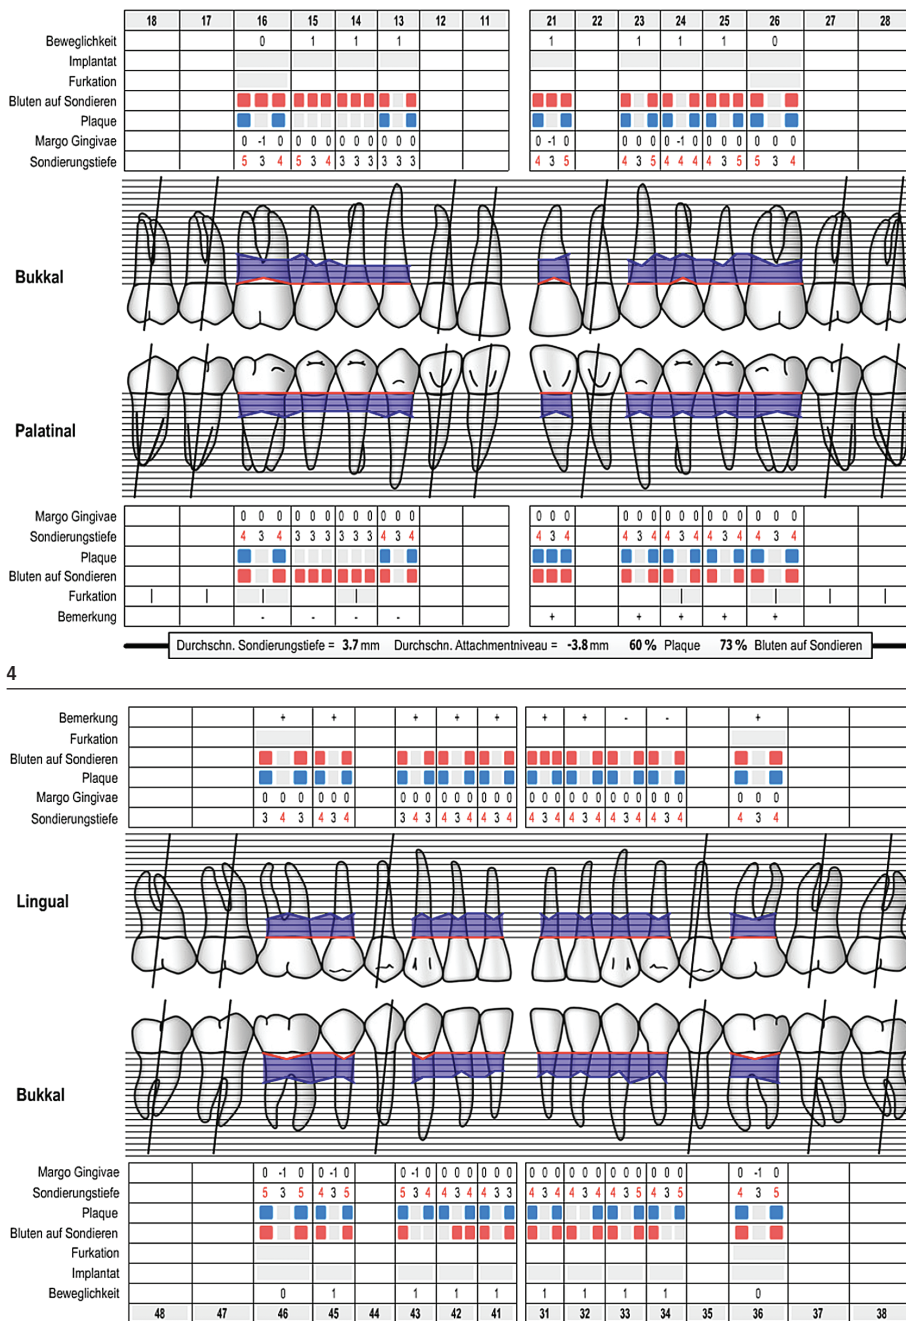 18 17 16 15 14 13 12 11 21 22 23 24 25 26 27 28
Beweglichkeit 0 1 1 1 1 1 1 1 0
Implantat
Furkation
Bluten auf Sondieren
Plaque
Margo Gingivae 0 -1 0 0 0 0 0 0 0 0 0 0 0 -1 0 0 0 0 0 -1 0 0 0 0 0 0 0
Sondierungstiefe 5 3 4 5 3 4 3 3 3 3 3 3 4 3 5 4 3 5 4 4 4 4 3 5 5 3 4
Bukkal
Palatinal
Margo Gingivae 0 0 0 0 0 0 0 0 0 0 0 0 0 0 0 0 0 0 0 0 0 0 0 0 0 0 0
Sondierungstiefe 4 3 4 3 3 3 3 3 3 4 3 4 4 3 4 4 3 4 4 3 4 4 3 4 4 3 4
Plaque
Bluten auf Sondieren
Furkation | | | | | | | |
Bemerkung - - - - + + + + +
Durchschn. Sondierungstiefe = 3.7 mm Durchschn. Attachmentniveau = -3.8 mm 60 % Plaque 73 % Bluten auf Sondieren
4
Bemerkung + + + + + + + - - +
Furkation
Bluten auf Sondieren
Plaque
Margo Gingivae 0 0 0 0 0 0 0 0 0 0 0 0 0 0 0 0 0 0 0 0 0 0 0 0 0 0 0 0 0 0
Sondierungstiefe 3 4 3 4 3 4 3 4 3 4 3 4 4 3 4 4 3 4 4 3 4 4 3 4 4 3 4 4 3 4
Lingual
Bukkal
Margo Gingivae 0 -1 0 0 -1 0 0 -1 0 0 0 0 0 0 0 0 0 0 0 0 0 0 0 0 0 0 0 0 -1 0
Sondierungstiefe 5 3 5 4 3 5 5 3 4 4 3 4 4 3 3 4 3 4 4 3 4 4 3 5 4 3 5 4 3 5
Plaque
Bluten auf Sondieren
Furkation
Implantat
Beweglichkeit 0 1 1 1 1 1 1 1 1 0
48 47 46 45 44 43 42 41 31 32 33 34 35 36 37 38